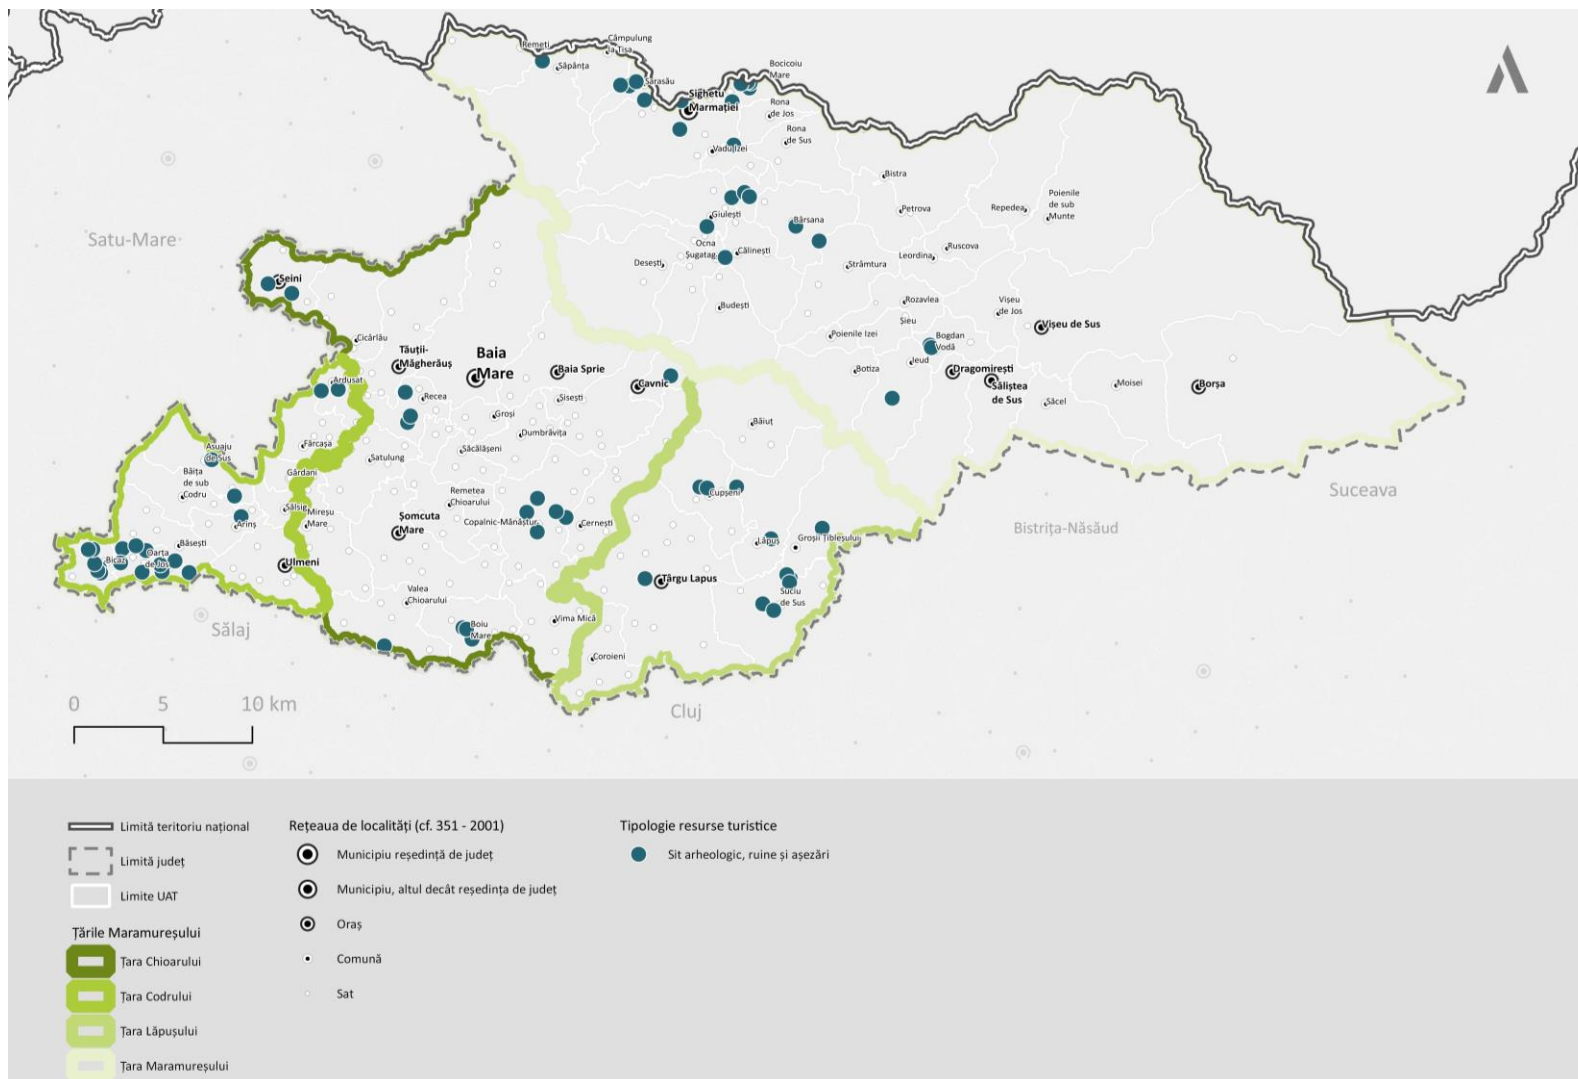 Remeți
Câmpulung
la Tisa
Săpânța
Sarasău
Bocicoiu
Mare
Sighetu
Marmației
Rona
de Jos
Rona
de Sus
Vadu Izei
Bistra
Petrova
Repedea
Poienile
de sub
Munte
Giulești
Bârsana
Satu-Mare
Ocna
Șugatag
Călinești
Desești
Strâmtura
Leordina
Ruscova
Seini
Budești
Rozavlea
Șieu
Vișeu
de Jos
Vișeu de Sus
Cicârlău
Poienile Izei
Bogdan
Vodă
Tăuții-
Măgherăuș
Baia
Mare
Baia Sprie
Cavnic
Botiza
Ieud
Dragomirești
Săliștea
de Sus
Moisei
Borșa
Săcel
Ardusat
Recea
Groși
Sisești
Dumbrăvița
Băiuț
Fărcașa
Asuaju
de Sus
Satulung
Săcălășeni
Băița
de sub
Codru
Gârdani
Remetea
Chioarului
Cupșeni
Suceava
Sălsig
Mireșu
Mare
Arinș
Șomcuta
Mare
Copalnic-Mănăștur
Cernești
Bistrița-Năsăud
Lăpuș
Groșii Țibleșului
Băsești
Bicaz
Oarța
de Jos
Ulmeni
Târgu Lapus
Suciu
de Sus
Valea
Chioarului
Boiu
Mare
Vima Mică
Coroieni
Sălaj
Cluj
0 5 10 km
Limită teritoriu național
Limită județ
Limite UAT
Țările Maramureșului
Țara Chioarului
Țara Codrului
Țara Lăpușului
Țara Maramureșului
Rețeaua de localități (cf. 351 - 2001)
Municipiu reședință de județ
Municipiu, altul decât reședința de județ
Oraș
Comună
Sat
Tipologie resurse turistice
Sit arheologic, ruine și așezări